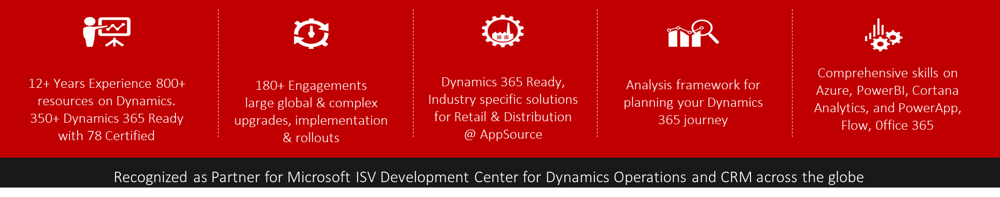 12+ Years Experience 800+
resources on Dynamics.
350+ Dynamics 365 Ready
with 78 Certified
180+ Engagements
large global & complex
upgrades, implementation
& rollouts
Dynamics 365 Ready,
Industry specific solutions
for Retail & Distribution
@ AppSource
Analysis framework for
planning your Dynamics
365 journey
Comprehensive skills on
Azure, PowerBI, Cortana
Analytics, and PowerApp,
Flow, Office 365
Recognized as Partner for Microsoft ISV Development Center for Dynamics Operations and CRM across the globe